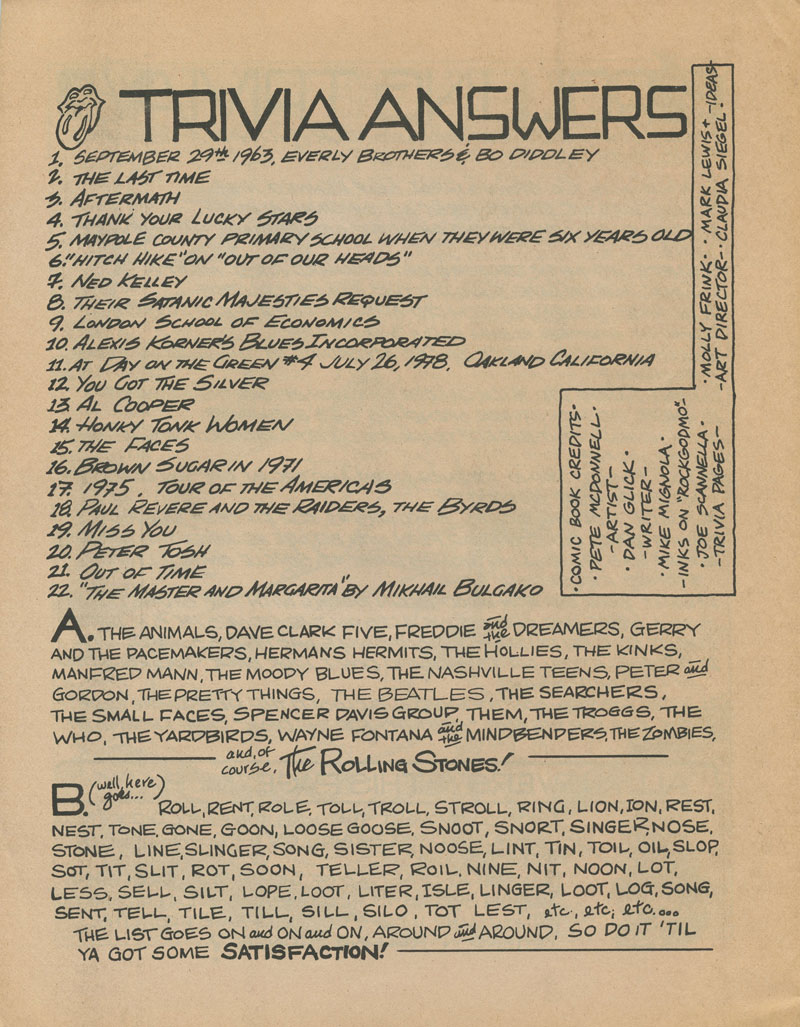 TRIVIA ANSWERS
1. SEPTEMBER 29th 1963, EVERLY BROTHERS & BO DIDDLEY
2. THE LAST TIME
3. AFTERMATH
4. THANK YOUR LUCKY STARS
5. MAYPOLE COUNTY PRIMARY SCHOOL WHEN THEY WERE SIX YEARS OLD
6. "HITCH HIKE" ON "OUT OF OUR HEADS"
7. NED KELLEY
8. THEIR SATANIC MAJESTIES REQUEST
9. LONDON SCHOOL OF ECONOMICS
10. ALEXIS KORNER'S BLUES INCORPORATED
11. AT DAY ON THE GREEN #4 JULY 26, 1978, OAKLAND CALIFORNIA
12. YOU GOT THE SILVER
13. AL COOPER
14. HONKY TONK WOMEN
15. THE FACES
16. BROWN SUGAR IN 1971
17. 1975. TOUR OF THE AMERICAS
18. PAUL REVERE AND THE RAIDERS, THE BYRDS
19. MISS YOU
20. PETER TOSH
21. OUT OF TIME
22. "THE MASTER AND MARGARITA" BY MIKHAIL BULGAKO
·COMIC BOOK CREDITS-
·PETE McDONNELL·
-ARTIST-
·DAN GLICK·
-WRITER-
·MIKE MIGNOLA·
-INKS ON "ROCKGODMO"-
·JOE SCANNELLA·
-TRIVIA PAGES-
·MOLLY FRINK· ·MARK LEWIS+ -IDEAS-
-ART DIRECTOR- ·CLAUDIA SIEGEL·
A. THE ANIMALS, DAVE CLARK FIVE, FREDDIE and the DREAMERS, GERRY
AND THE PACEMAKERS, HERMANS HERMITS, THE HOLLIES, THE KINKS,
MANFRED MANN, THE MOODY BLUES, THE NASHVILLE TEENS, PETER and
GORDON, THE PRETTY THINGS, THE BEATLES, THE SEARCHERS,
THE SMALL FACES, SPENCER DAVIS GROUP, THEM, THE TROGGS, THE
WHO, THE YARDBIRDS, WAYNE FONTANA and the MINDBENDERS, THE ZOMBIES,
and, of course, The ROLLING STONES!
B. (well, here goes...) ROLL, RENT, ROLE, TOLL, TROLL, STROLL, RING, LION, ION, REST,
NEST, TONE, GONE, GOON, LOOSE GOOSE, SNOOT, SNORT, SINGER, NOSE,
STONE, LINE, SLINGER, SONG, SISTER, NOOSE, LINT, TIN, TOIL, OIL, SLOP,
SOT, TIT, SLIT, ROT, SOON, TELLER, ROIL, NINE, NIT, NOON, LOT,
LESS, SELL, SILT, LOPE, LOOT, LITER, ISLE, LINGER, LOOT, LOG, SONG,
SENT, TELL, TILE, TILL, SILL, SILO, TOT LEST, etc, etc, etc...
THE LIST GOES ON and ON and ON, AROUND and AROUND, SO DO IT 'TIL
YA GOT SOME SATISFACTION!